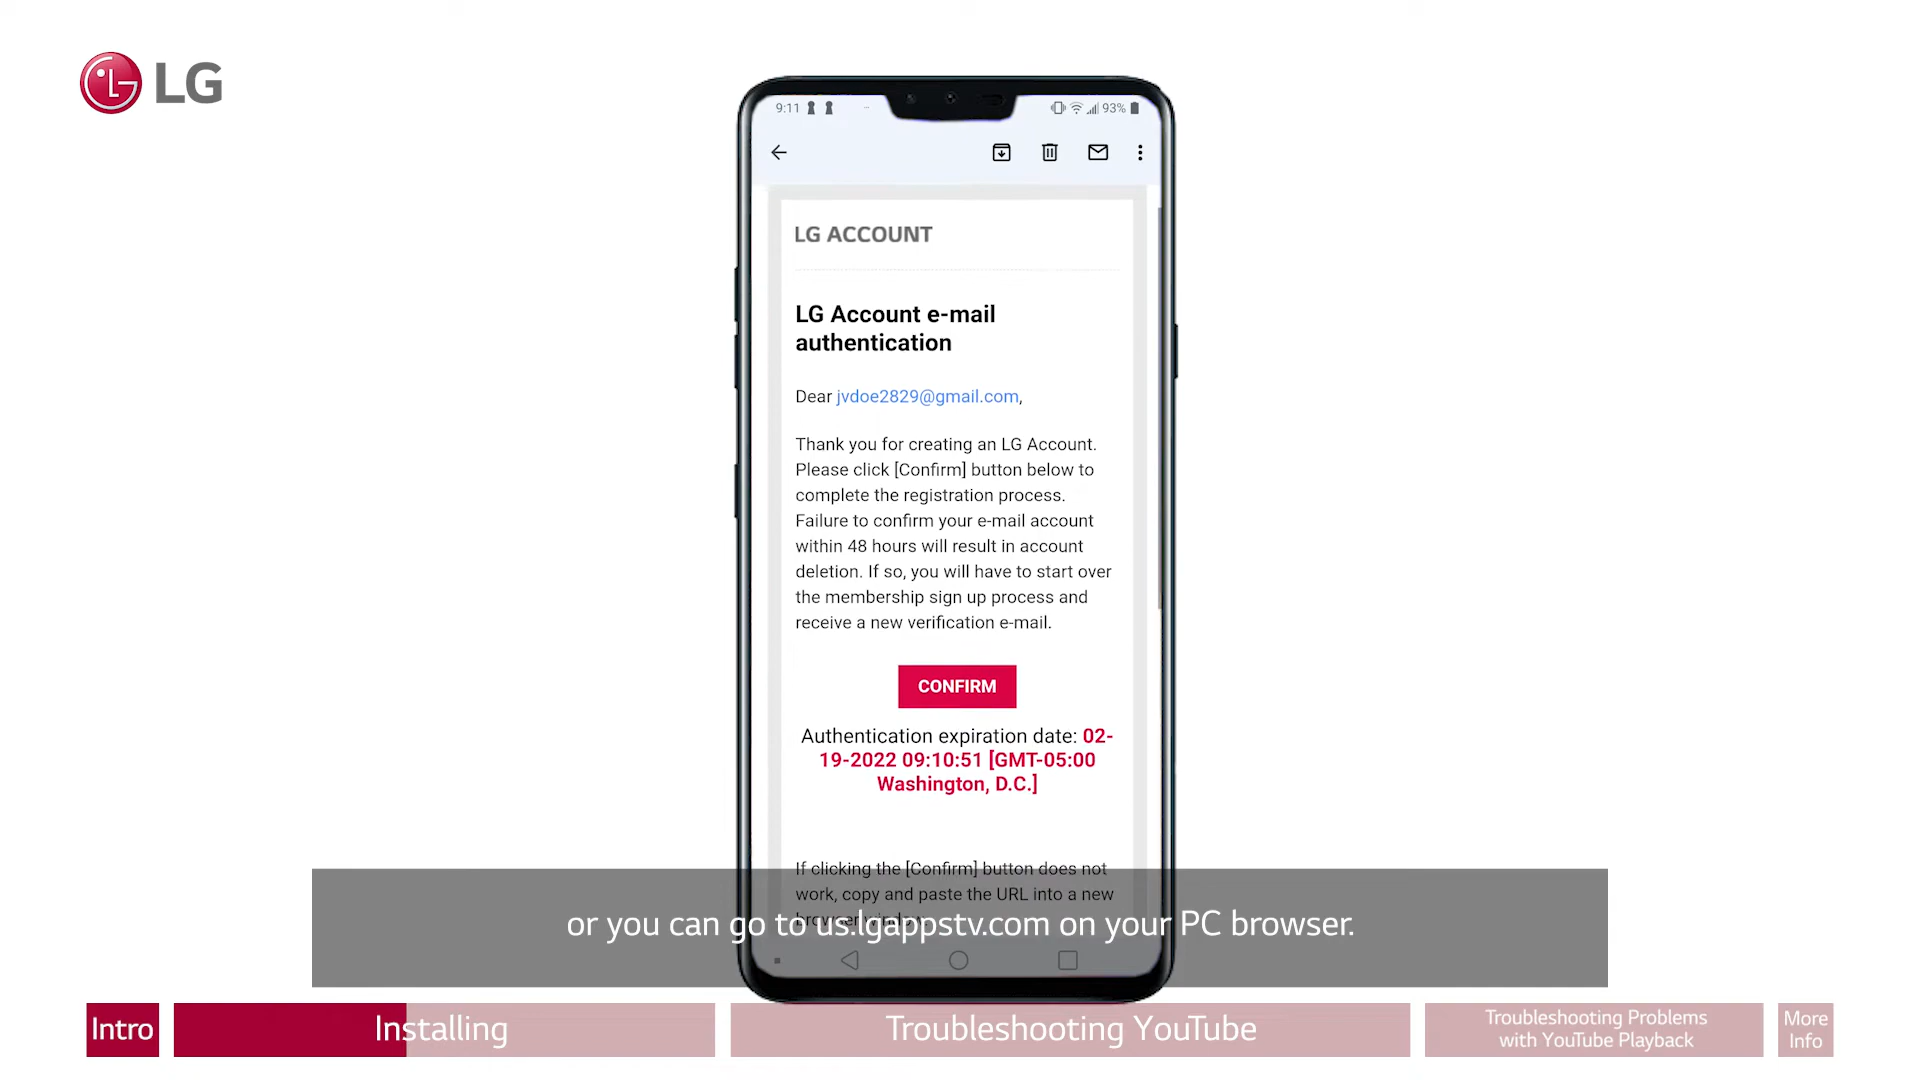 LG
9:11
93%
LG ACCOUNT
LG Account e-mail
authentication
Dear jvdoe2829@gmail.com,
Thank you for creating an LG Account.
Please click [Confirm] button below to
complete the registration process.
Failure to confirm your e-mail account
within 48 hours will result in account
deletion. If so, you will have to start over
the membership sign up process and
receive a new verification e-mail.
CONFIRM
Authentication expiration date: 02-
19-2022 09:10:51 [GMT-05:00
Washington, D.C.]
If clicking the [Confirm] button does not
work, copy and paste the URL into a new
browser window.
or you can go to us.lgappstv.com on your PC browser.
Intro
Installing
Troubleshooting YouTube
Troubleshooting Problems
with YouTube Playback
More
Info